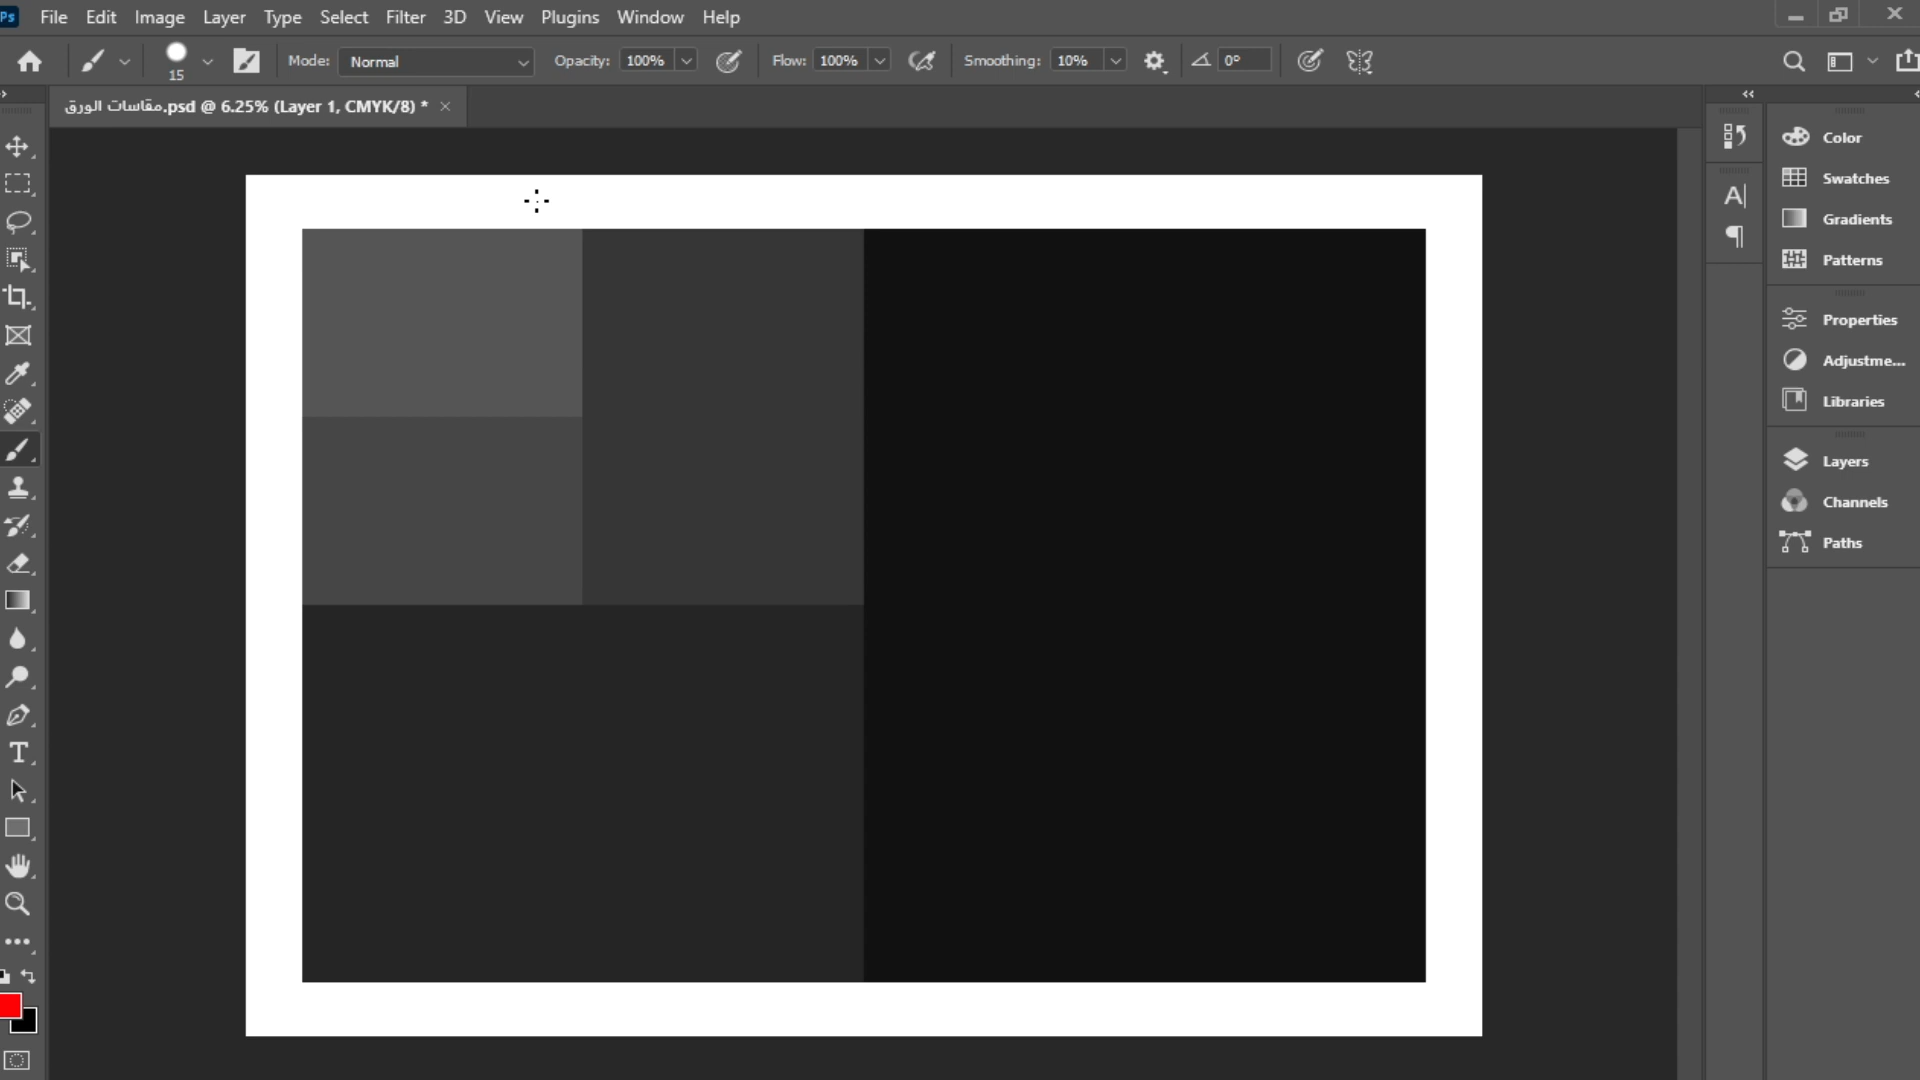 Ps File Edit Image Layer Type Select Filter 3D View Plugins Window Help
15 Mode: Normal Opacity: 100% Flow: 100% Smoothing: 10% 0°
مقاسات الورق.psd @ 6.25% (Layer 1, CMYK/8) *
Color
Swatches
Gradients
Patterns
Properties
Adjustme...
Libraries
Layers
Channels
Paths